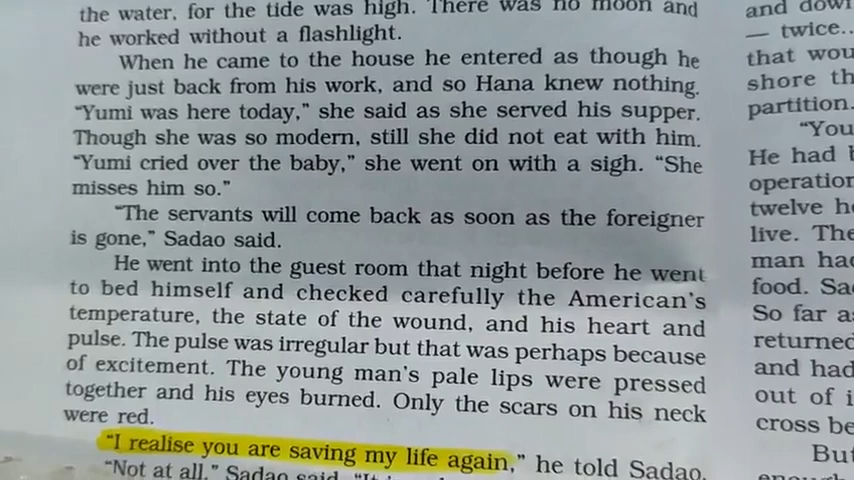 the water, for the tide was high. There was no moon and
he worked without a flashlight.
When he came to the house he entered as though he
were just back from his work, and so Hana knew nothing.
“Yumi was here today,” she said as she served his supper.
Though she was so modern, still she did not eat with him.
“Yumi cried over the baby,” she went on with a sigh. “She
misses him so.”
“The servants will come back as soon as the foreigner
is gone,” Sadao said.
He went into the guest room that night before he went
to bed himself and checked carefully the American’s
temperature, the state of the wound, and his heart and
pulse. The pulse was irregular but that was perhaps because
of excitement. The young man’s pale lips were pressed
together and his eyes burned. Only the scars on his neck
were red.
“I realise you are saving my life again,” he told Sadao.
“Not at all,” Sadao said.
and
— twice..
that
shore
partition.
“You
He had
operation
twelve
live. The
man
food.
So far
returned
and had
out of
cross
But